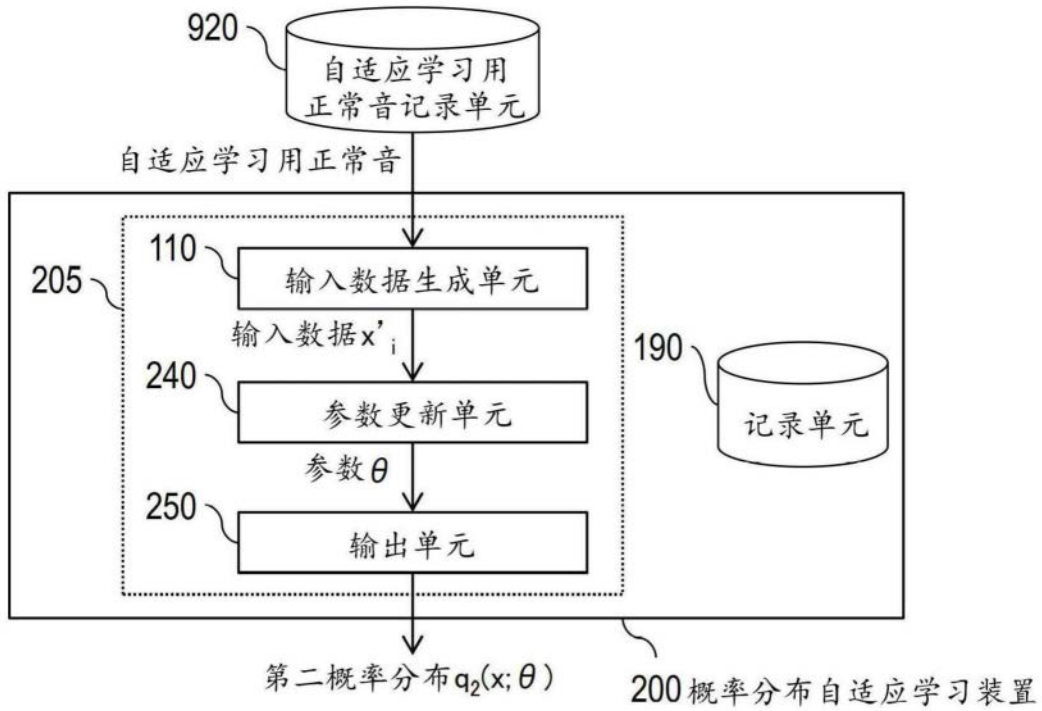 920
自适应学习用
正常音记录单元
自适应学习用正常音
110
输入数据生成单元
205
输入数据x'i
190
240
参数更新单元
记录单元
参数θ
250
输出单元
第二概率分布q2(x;θ)
200概率分布自适应学习装置